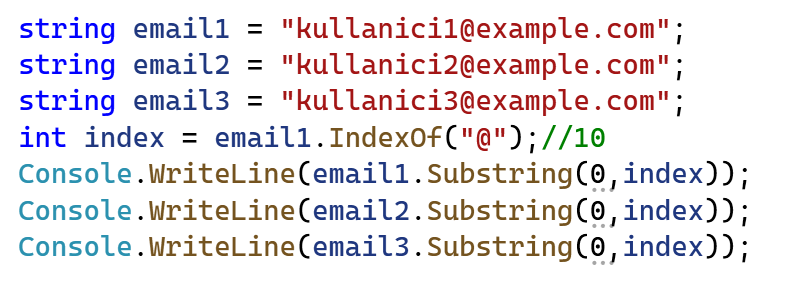 string email1 = "kullanici1@example.com";
string email2 = "kullanici2@example.com";
string email3 = "kullanici3@example.com";
int index = email1.IndexOf("@");//10
Console.WriteLine(email1.Substring(0,index));
Console.WriteLine(email2.Substring(0,index));
Console.WriteLine(email3.Substring(0,index));